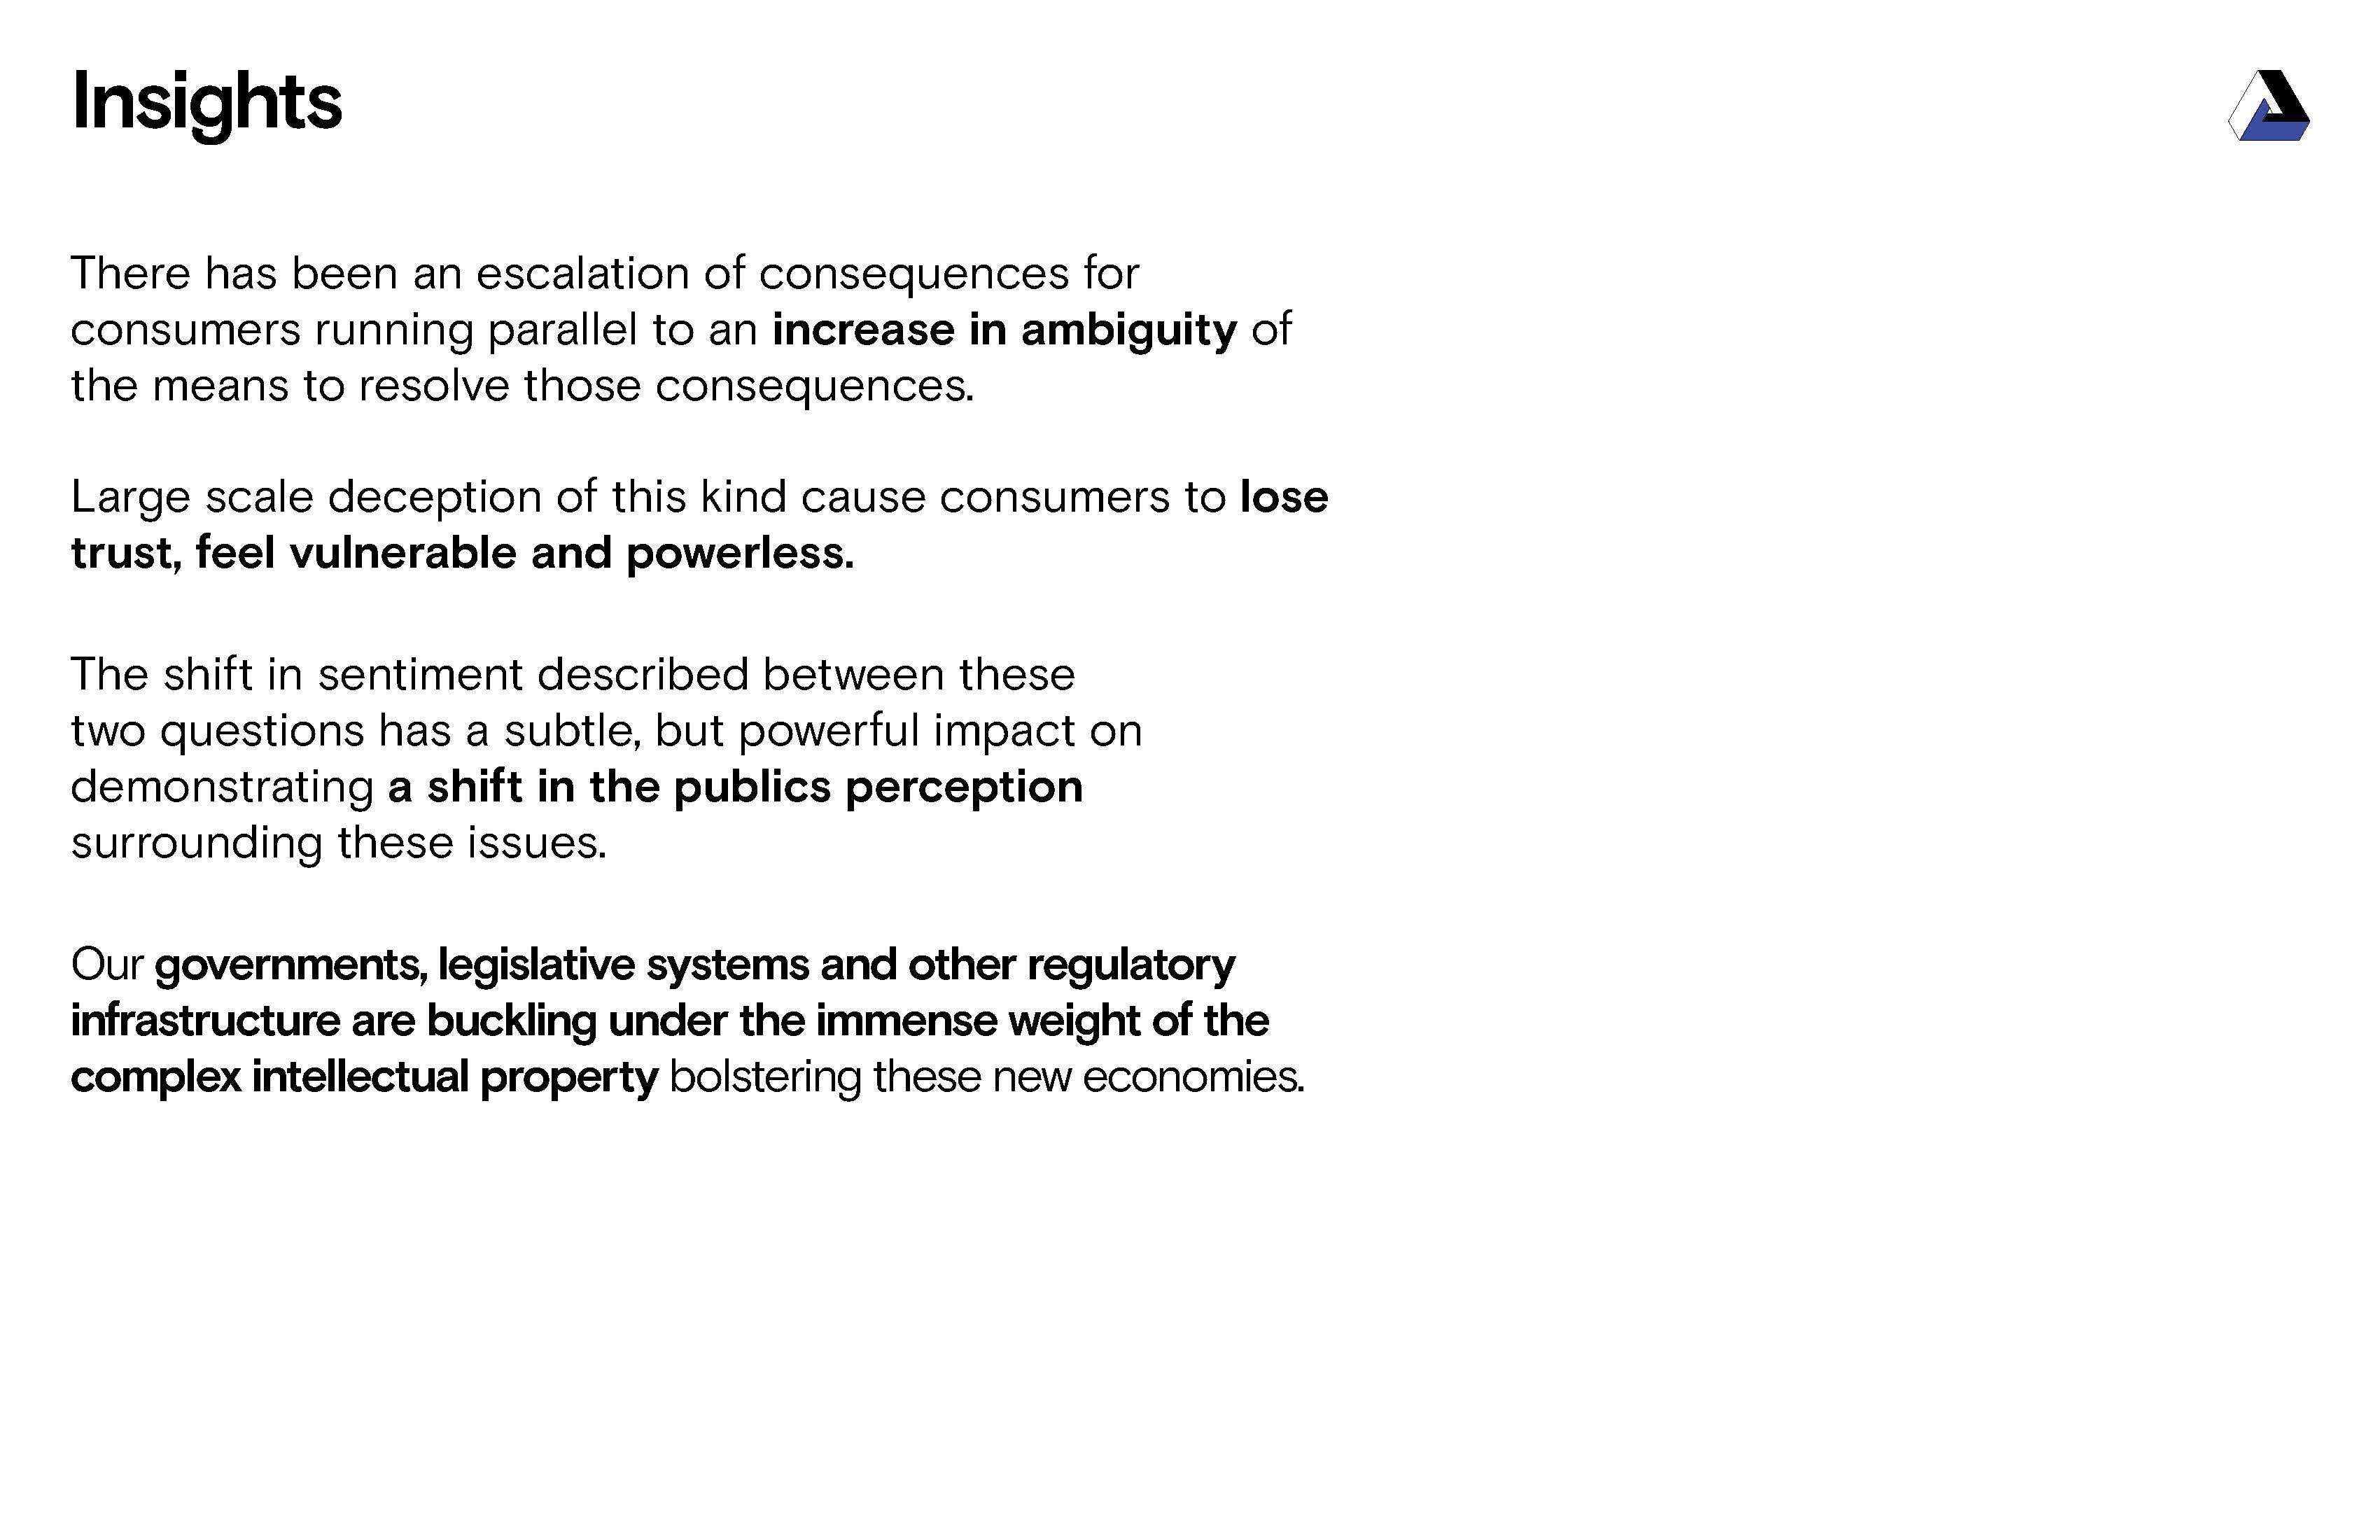 Insights
There has been an escalation of consequences for
consumers running parallel to an increase in ambiguity of
the means to resolve those consequences.
Large scale deception of this kind cause consumers to lose
trust, feel vulnerable and powerless.
The shift in sentiment described between these
two questions has a subtle, but powerful impact on
demonstrating a shift in the publics perception
surrounding these issues.
Our governments, legislative systems and other regulatory
infrastructure are buckling under the immense weight of the
complex intellectual property bolstering these new economies.